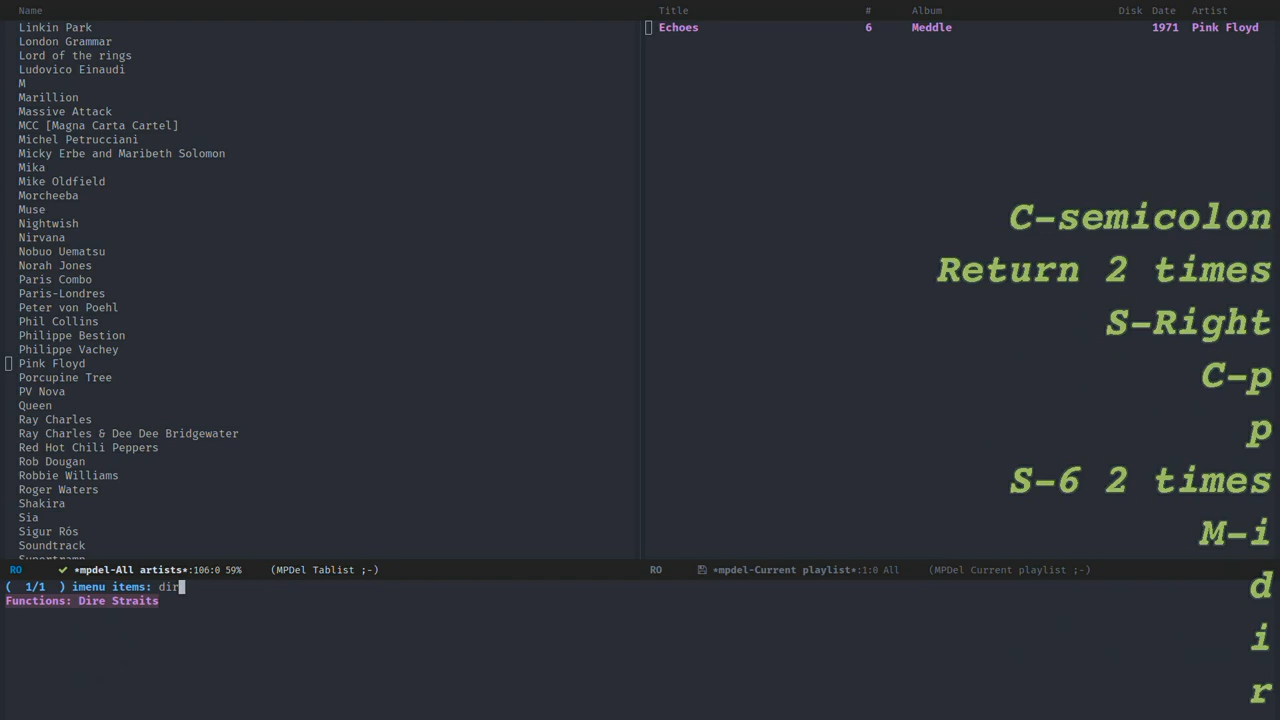 Name
Linkin Park
London Grammar
Lord of the rings
Ludovico Einaudi
M
Marillion
Massive Attack
MCC [Magna Carta Cartel]
Michel Petrucciani
Micky Erbe and Maribeth Solomon
Mika
Mike Oldfield
Morcheeba
Muse
Nightwish
Nirvana
Nobuo Uematsu
Norah Jones
Paris Combo
Paris-Londres
Peter von Poehl
Phil Collins
Philippe Bestion
Philippe Vachey
Pink Floyd
Porcupine Tree
PV Nova
Queen
Ray Charles
Ray Charles & Dee Dee Bridgewater
Red Hot Chili Peppers
Rob Dougan
Robbie Williams
Roger Waters
Shakira
Sia
Sigur Rós
Soundtrack
Supertramp
RO *mpdel-All artists*:106:0 59% (MPDel Tablist ;-)
Title # Album Disk Date Artist
Echoes 6 Meddle 1971 Pink Floyd
RO *mpdel-Current playlist*:1:0 All (MPDel Current playlist ;-)
( 1/1 ) imenu items: dir
Functions: Dire Straits
C-semicolon
Return 2 times
S-Right
C-p
p
S-6 2 times
M-i
d
i
r